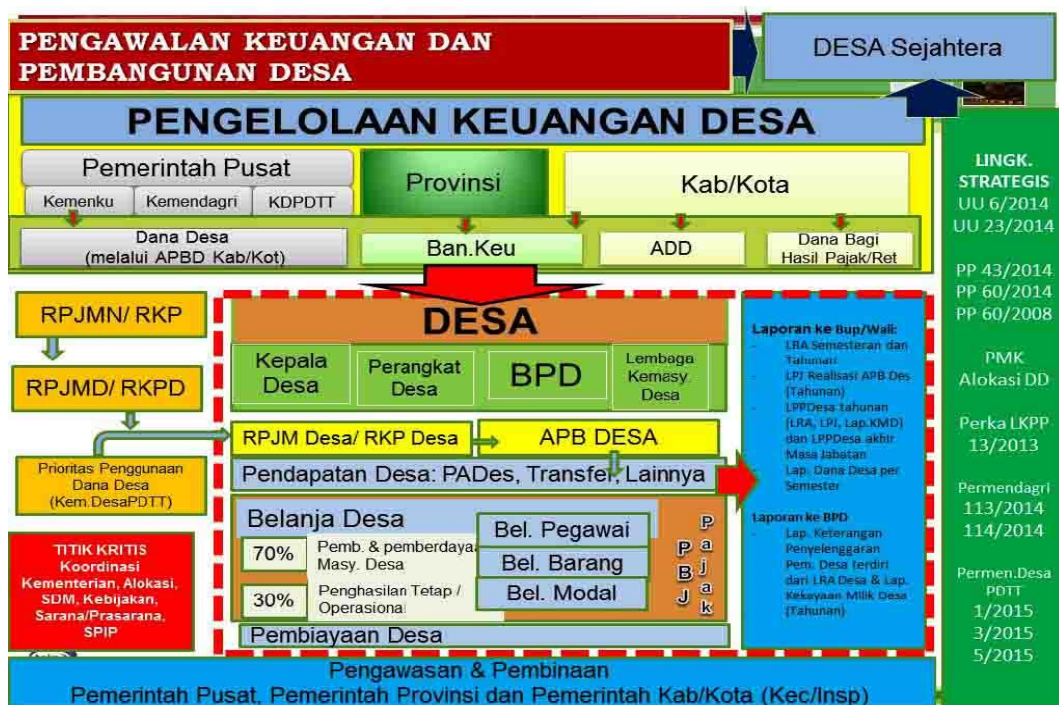 PENGAWALAN KEUANGAN DAN
PEMBANGUNAN DESA
DESA Sejahtera
PENGELOLAAN KEUANGAN DESA
Pemerintah Pusat
Kemenku
Kemendagri
KDPDTT
Provinsi
Kab/Kota
Dana Desa
(melalui APBD Kab/Kot)
Ban.Keu
ADD
Dana Bagi
Hasil Pajak/Ret
RPJMN/ RKP
RPJMD/ RKPD
Prioritas Penggunaan
Dana Desa
(Kem.DesaPDTT)
TITIK KRITIS
Koordinasi
Kementerian, Alokasi,
SDM, Kebijakan,
Sarana/Prasarana,
SPIP
DESA
Kepala
Desa
Perangkat
Desa
BPD
Lembaga
Kemasy.
Desa
RPJM Desa/ RKP Desa
APB DESA
Pendapatan Desa: PADes, Transfer, Lainnya
Belanja Desa
70%
Pemb. & pemberdayaa
Masy. Desa
30%
Penghasilan Tetap /
Operasional
Bel. Pegawai
Bel. Barang
Bel. Modal
PBJ
Pajak
Pembiayaan Desa
Laporan ke Bup/Wali:
- LRA Semesteran dan
Tahunan
- LPJ Realisasi APB Des
(Tahunan)
- LPPDesa tahunan
(LRA, LPJ, Lap.KMD)
dan LPPDesa akhir
Masa Jabatan
- Lap. Dana Desa per
Semester
Laporan ke BPD
- Lap. Keterangan
Penyelenggaran
Pem. Desa terdiri
dari LRA Desa & Lap.
Kekayaan Milik Desa
(Tahunan)
LINGK.
STRATEGIS
UU 6/2014
UU 23/2014
PP 43/2014
PP 60/2014
PP 60/2008
PMK
Alokasi DD
Perka LKPP
13/2013
Permendagri
113/2014
114/2014
Permen.Desa
PDTT
1/2015
3/2015
5/2015
Pengawasan & Pembinaan
Pemerintah Pusat, Pemerintah Provinsi dan Pemerintah Kab/Kota (Kec/Insp)